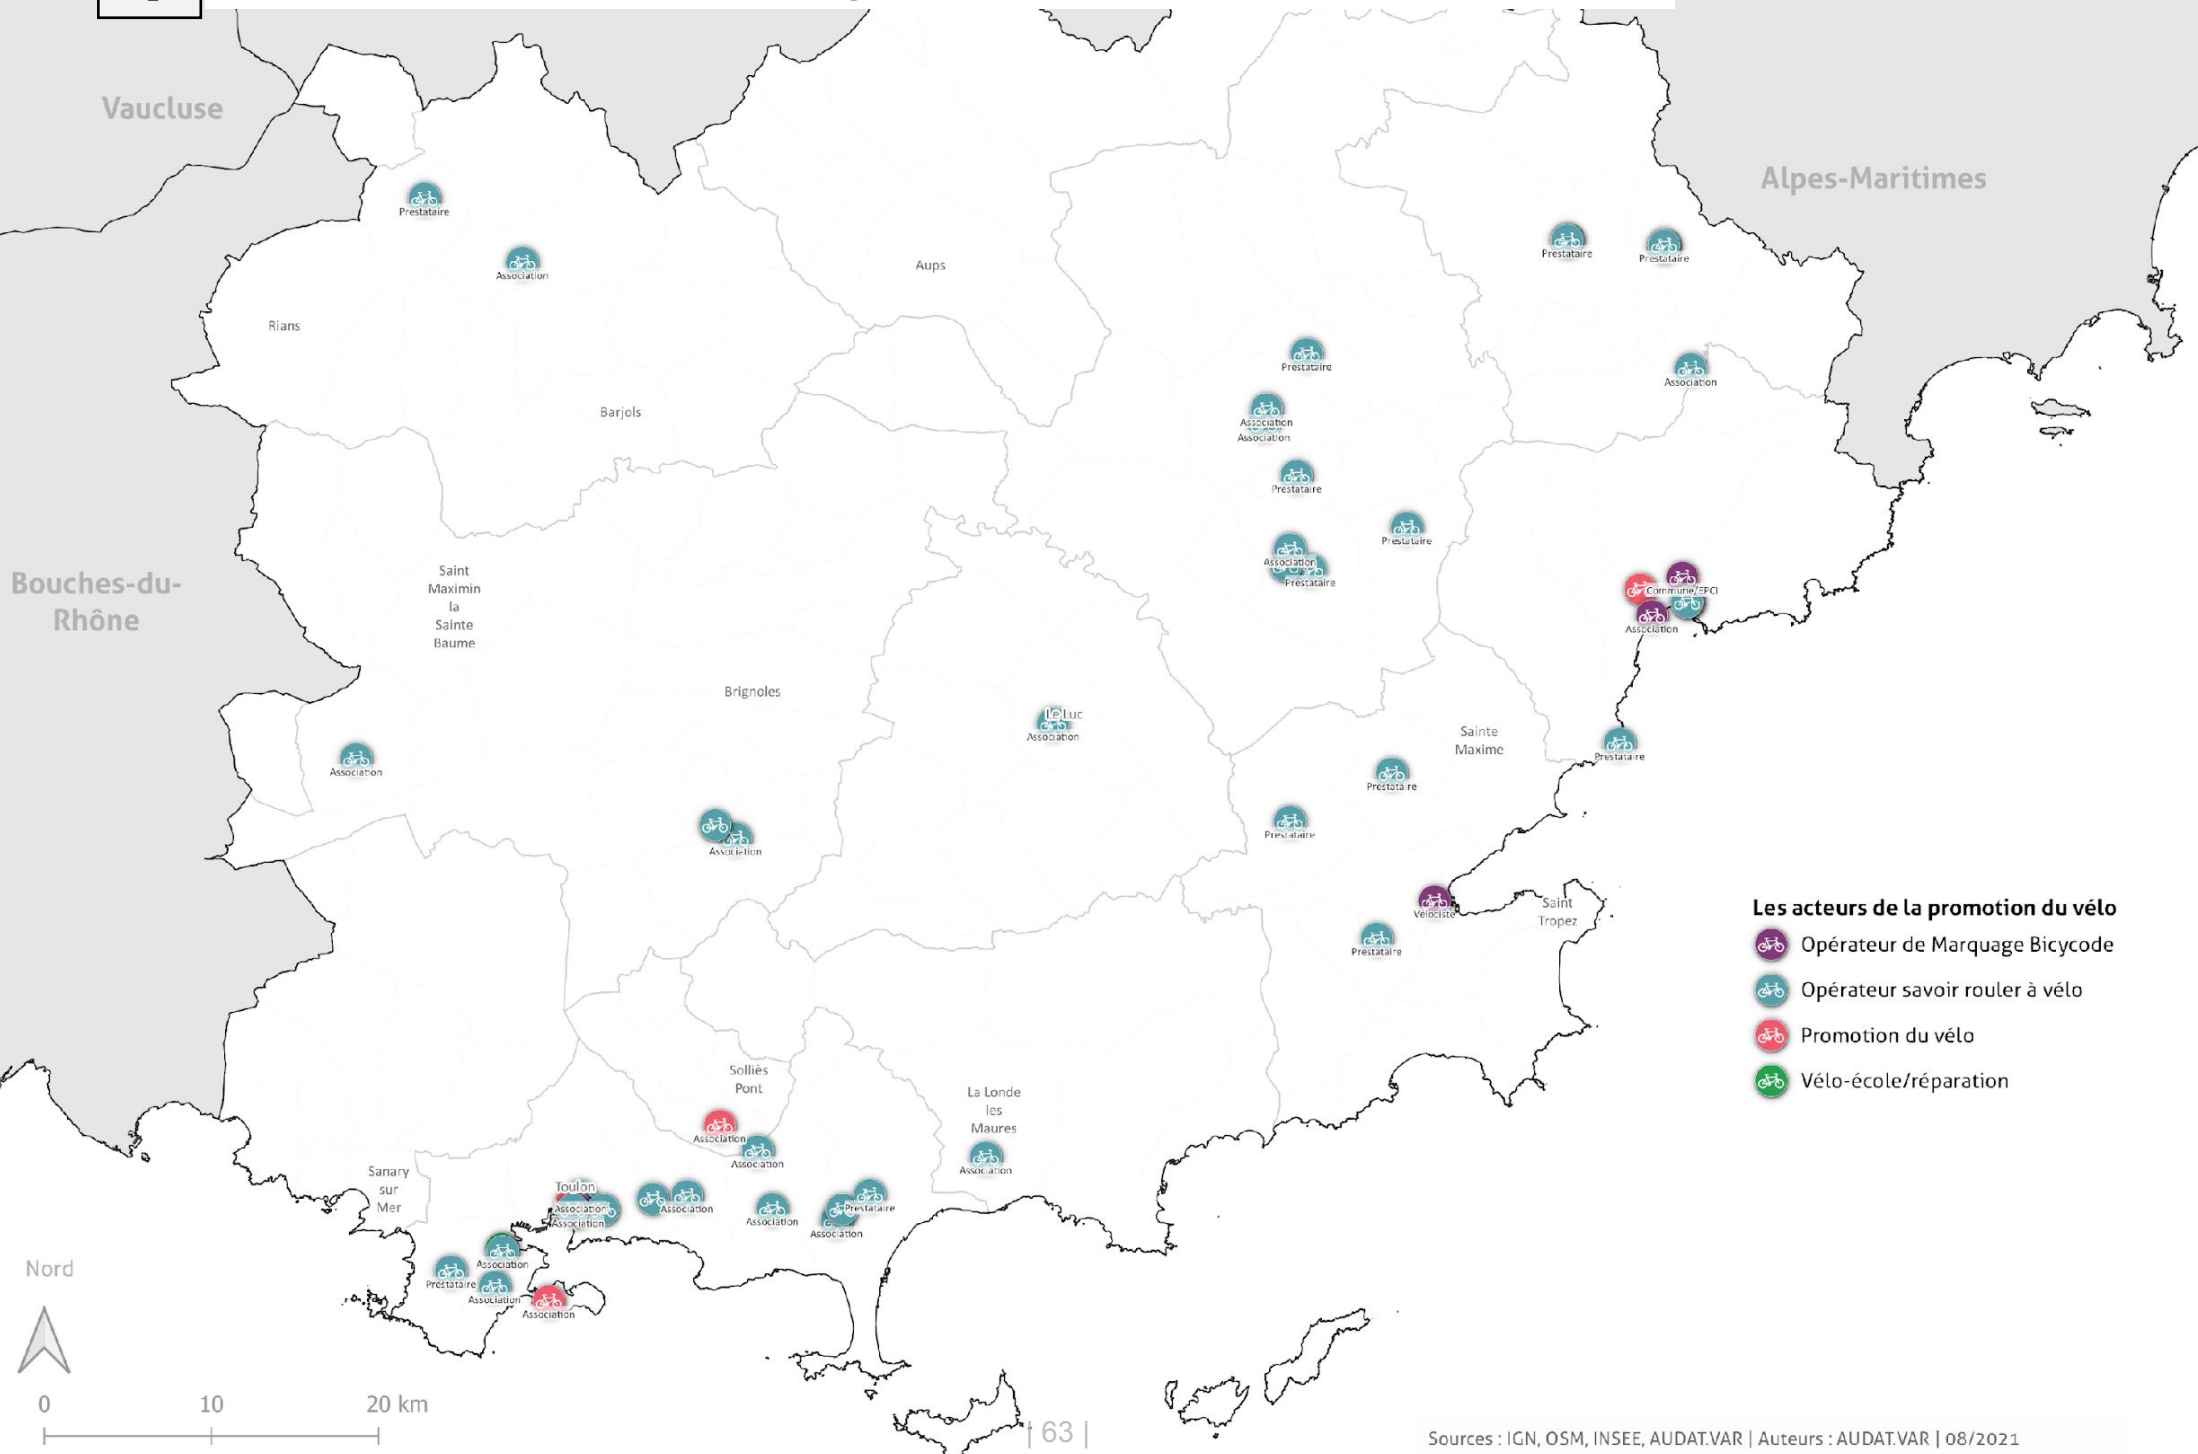 Vaucluse
Alpes-Maritimes
Prestataire
Association
Prestataire
Prestataire
Aups
Rians
Prestataire
Association
Barjols
Association
Association
Prestataire
Prestataire
Association
Prestataire
Bouches-du-
Rhône
Saint
Maximin
la
Sainte
Baume
Commune/EPCI
Association
Brignoles
Le Luc
Association
Sainte
Maxime
Prestataire
Association
Prestataire
Prestataire
Association
Vélociste
Saint
Tropez
Prestataire
Les acteurs de la promotion du vélo
Opérateur de Marquage Bicycode
Opérateur savoir rouler à vélo
Promotion du vélo
Vélo-école/réparation
Solliès
Pont
La Londe
les
Maures
Association
Association
Association
Sanary
sur
Mer
Toulon
Association
Association
Association
Association
Prestataire
Association
Association
Prestataire
Association
Association
Nord
0 10 20 km
| 63 |
Sources : IGN, OSM, INSEE, AUDAT.VAR | Auteurs : AUDAT.VAR | 08/2021